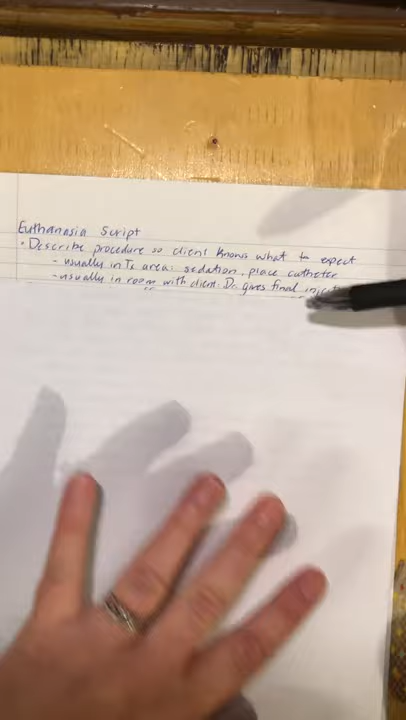 Euthanasia Script
• Describe procedure so client knows what to expect
- usually in Tx area: sedation, place catheter
- usually in room with client: Dr. gives final